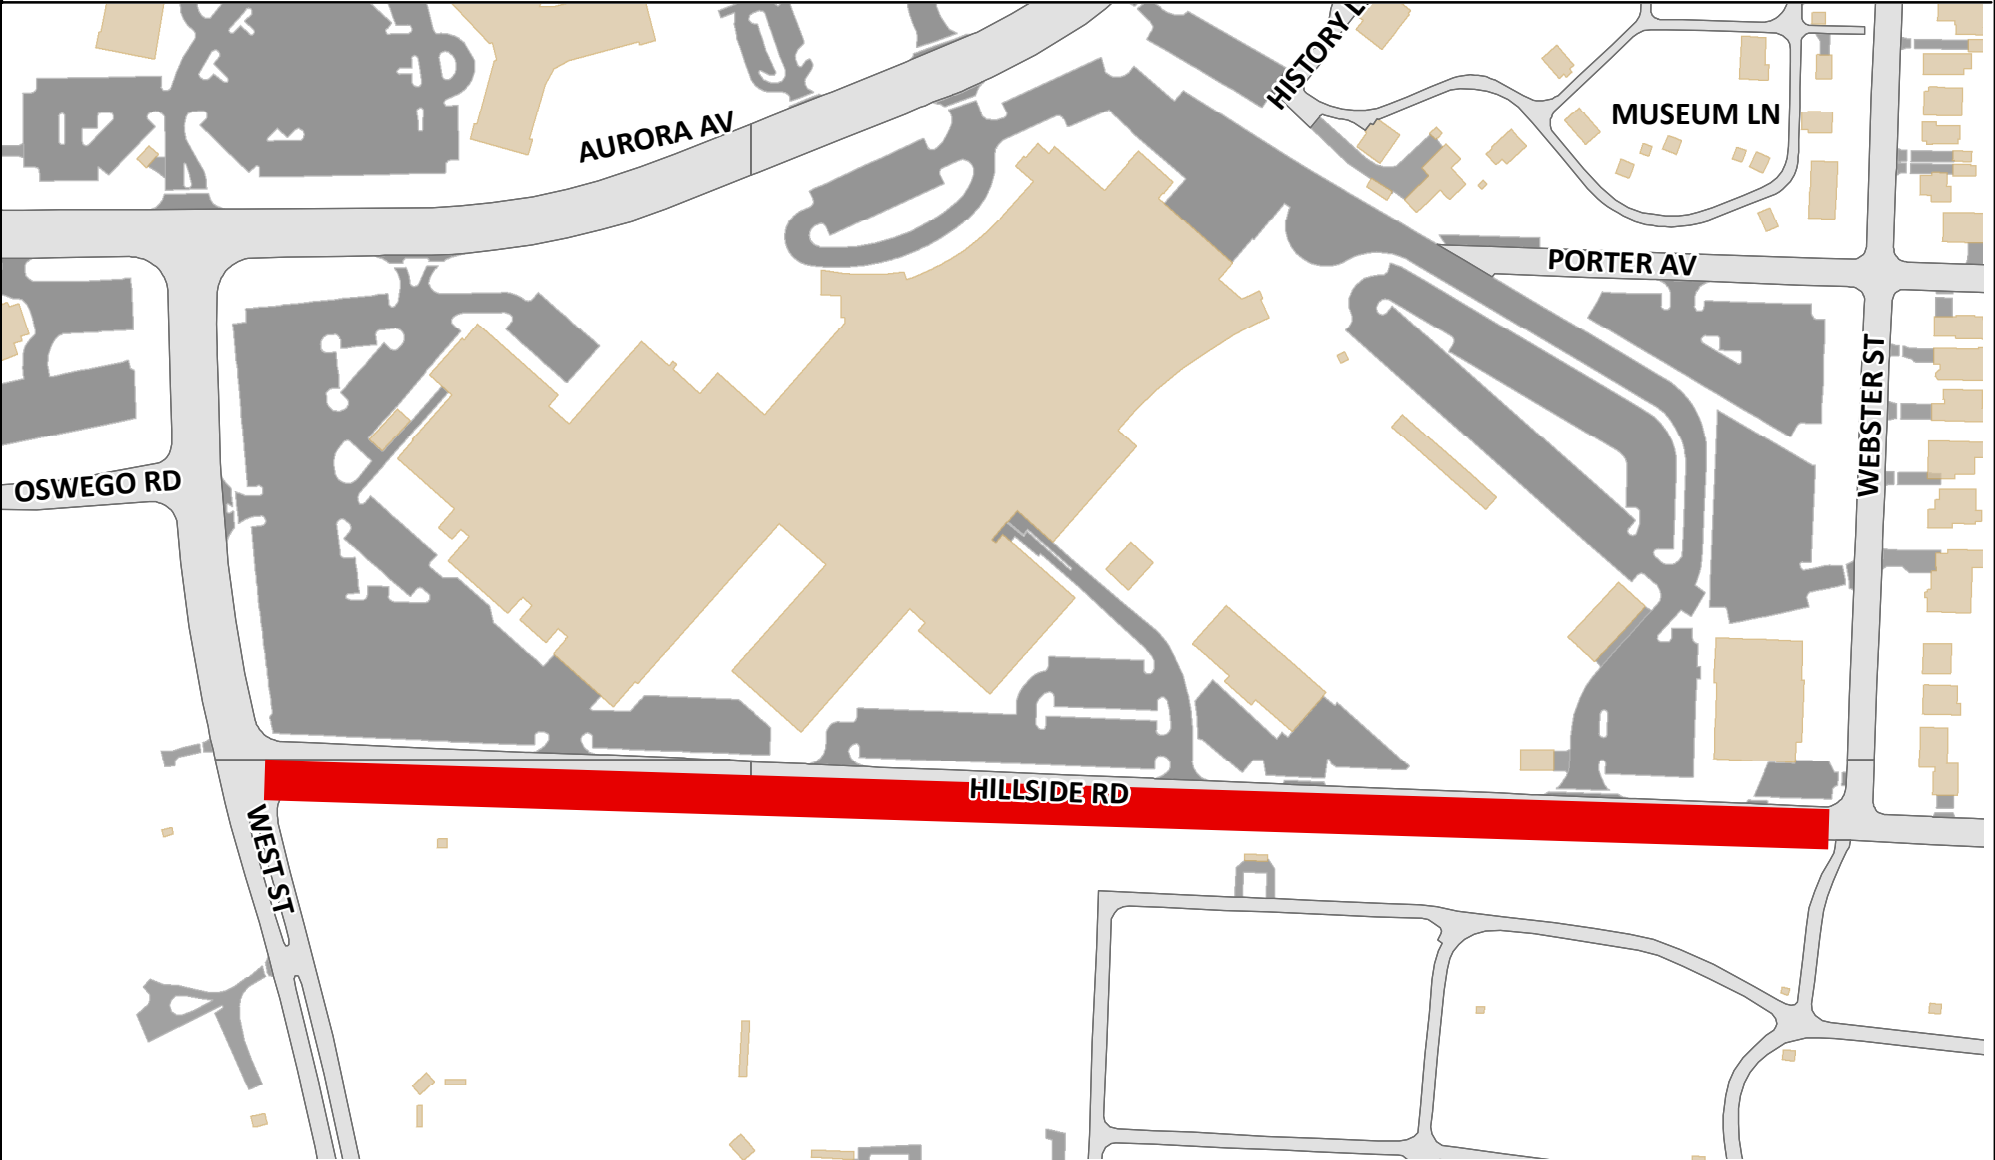 HISTORY L
AURORA AV
MUSEUM LN
PORTER AV
WEBSTER ST
OSWEGO RD
HILLSIDE RD
WEST ST